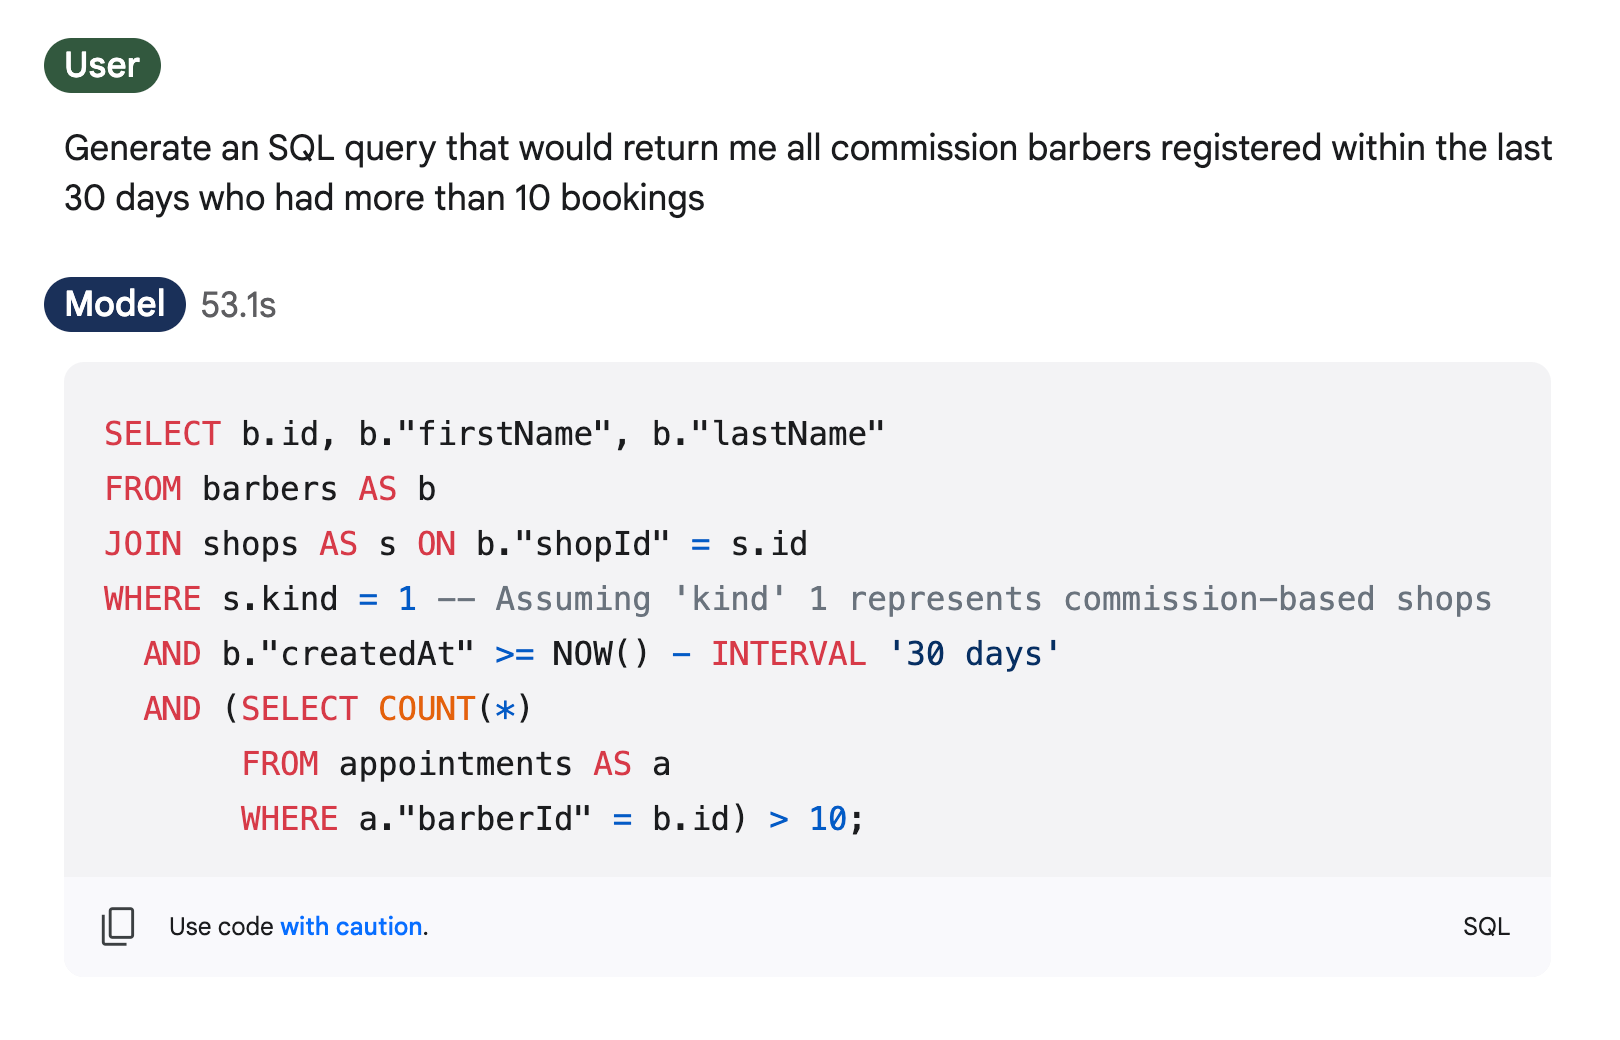 User
Generate an SQL query that would return me all commission barbers registered within the last
30 days who had more than 10 bookings
Model 53.1s
SELECT b.id, b."firstName", b."lastName"
FROM barbers AS b
JOIN shops AS s ON b."shopId" = s.id
WHERE s.kind = 1 -- Assuming 'kind' 1 represents commission-based shops
  AND b."createdAt" >= NOW() - INTERVAL '30 days'
  AND (SELECT COUNT(*)
       FROM appointments AS a
       WHERE a."barberId" = b.id) > 10;
Use code with caution. SQL